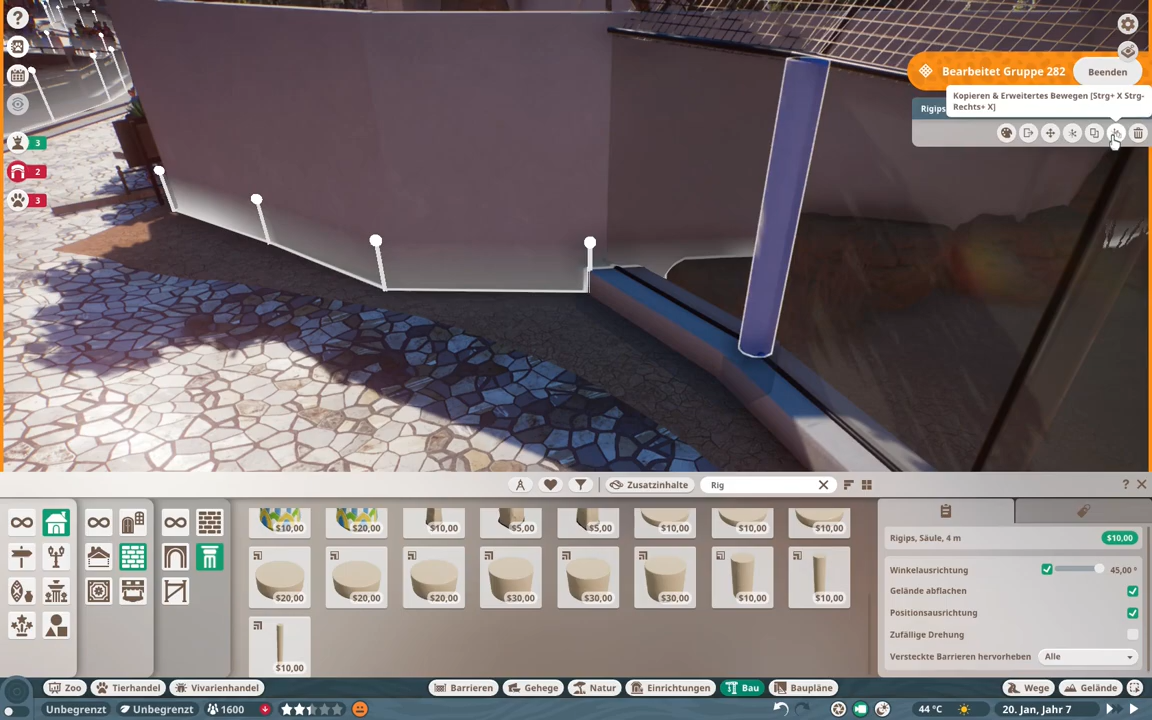 ?
Bearbeitet Gruppe 282
Beenden
Kopieren & Erweitertes Bewegen [Strg+ X Strg-
Rechts+ X]
Rigips
3
2
3
Zusatzinhalte
Rig
?
$10,00 $20,00 $10,00 $5,00 $5,00 $10,00 $10,00 $10,00
$20,00 $20,00 $20,00 $30,00 $30,00 $30,00 $10,00 $10,00
$10,00
Rigips, Säule, 4 m
$10,00
Winkelausrichtung
45,00 °
Gelände abflachen
Positionsausrichtung
Zufällige Drehung
Versteckte Barrieren hervorheben
Alle
Zoo Tierhandel Vivarienhandel Barrieren Gehege Natur Einrichtungen Bau Baupläne Wege Gelände
Unbegrenzt Unbegrenzt 1600 44 °C 20. Jan, Jahr 7